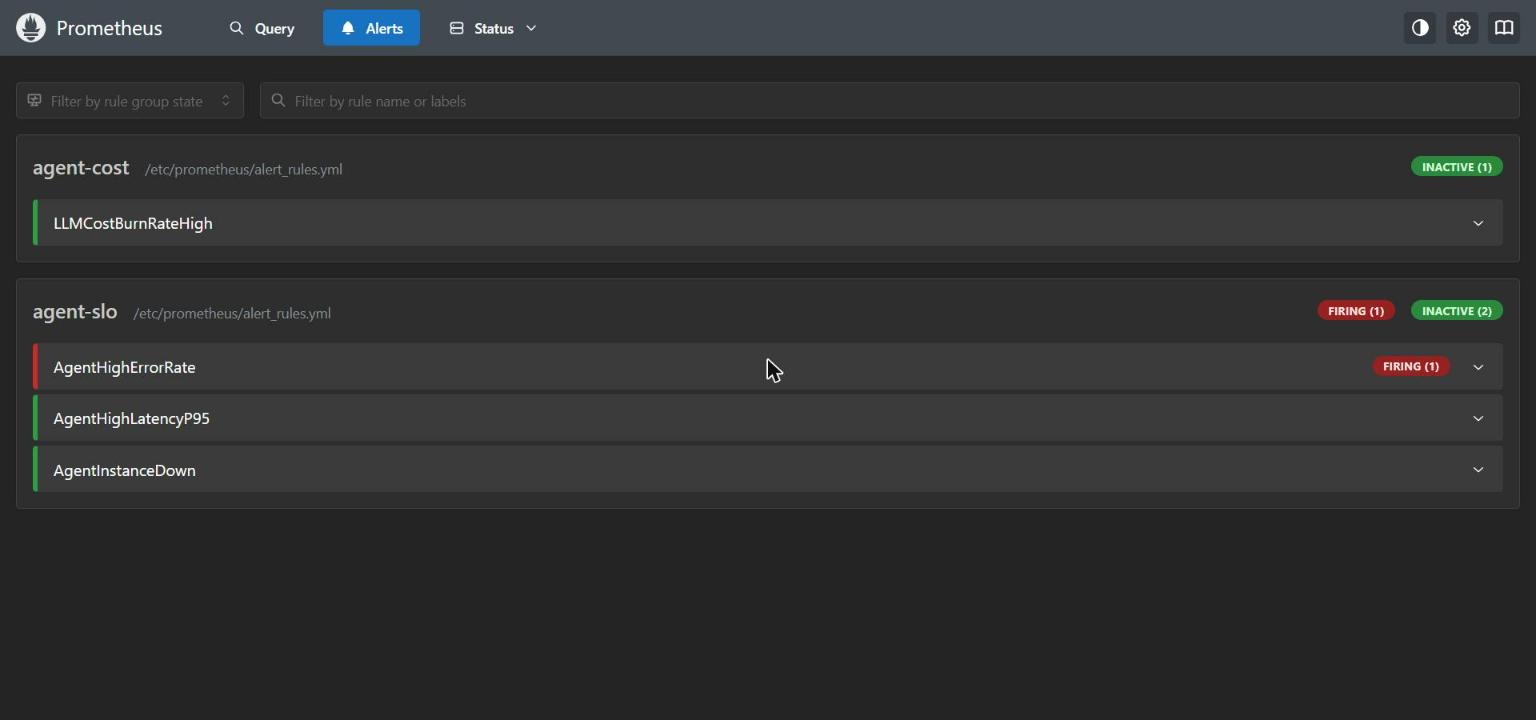 Prometheus Query Alerts Status
Filter by rule group state Filter by rule name or labels
agent-cost /etc/prometheus/alert_rules.yml INACTIVE (1)
LLMCostBurnRateHigh
agent-slo /etc/prometheus/alert_rules.yml FIRING (1) INACTIVE (2)
AgentHighErrorRate FIRING (1)
AgentHighLatencyP95
AgentInstanceDown